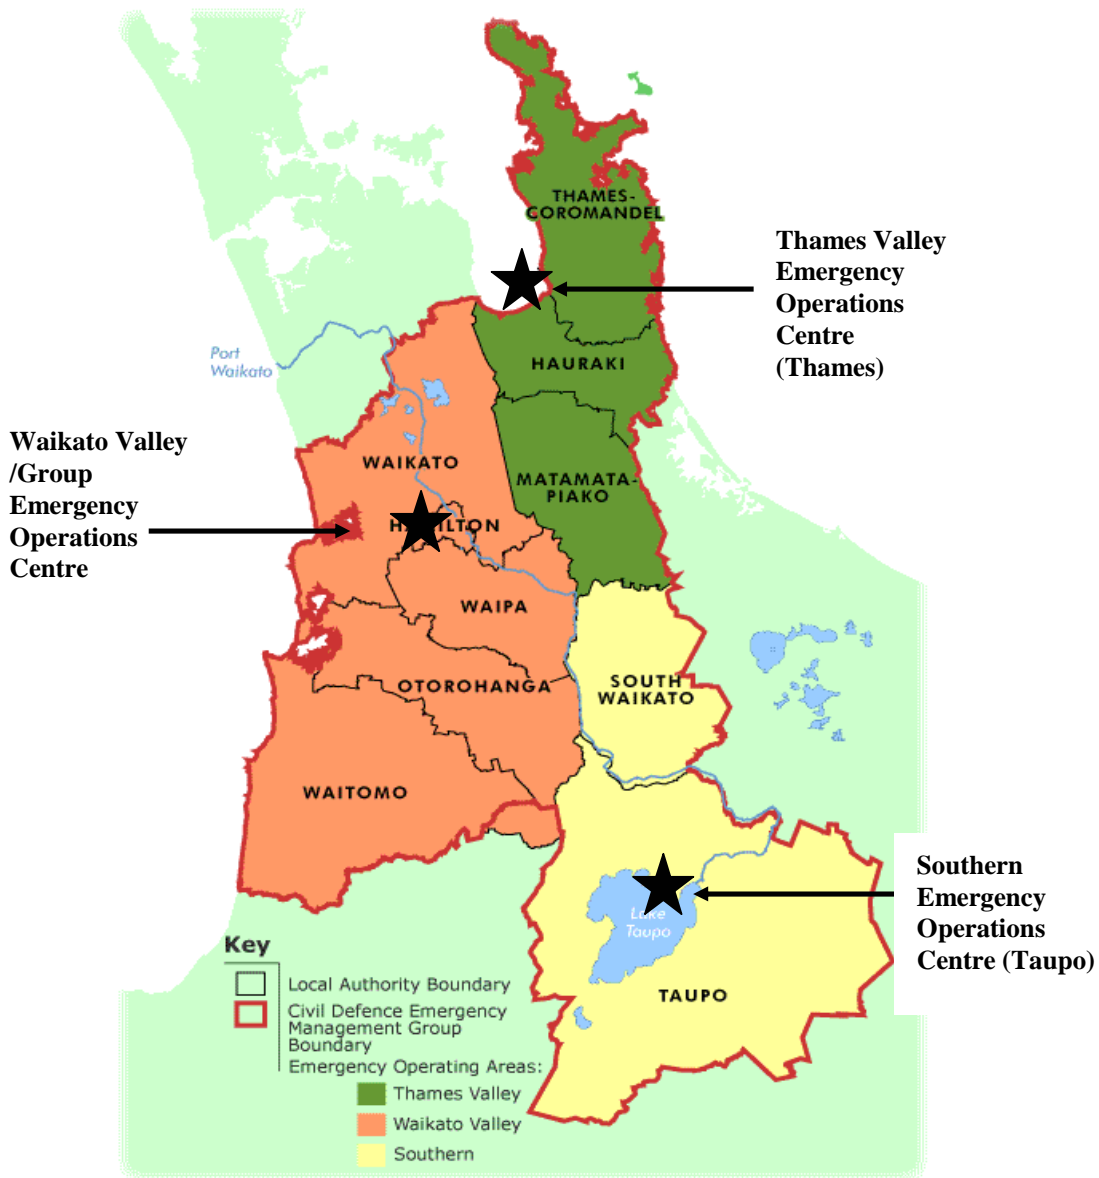 THAMES-
COROMANDEL
Thames Valley
Emergency
Operations
Centre
(Thames)
Port
Waikato
HAURAKI
Waikato Valley
/Group
Emergency
Operations
Centre
WAIKATO
MATAMATA-
PIAKO
HAMILTON
WAIPA
OTOROHANGA
SOUTH
WAIKATO
WAITOMO
Southern
Emergency
Operations
Centre (Taupo)
Lake
Taupo
TAUPO
Key
Local Authority Boundary
Civil Defence Emergency
Management Group
Boundary
Emergency Operating Areas:
Thames Valley
Waikato Valley
Southern